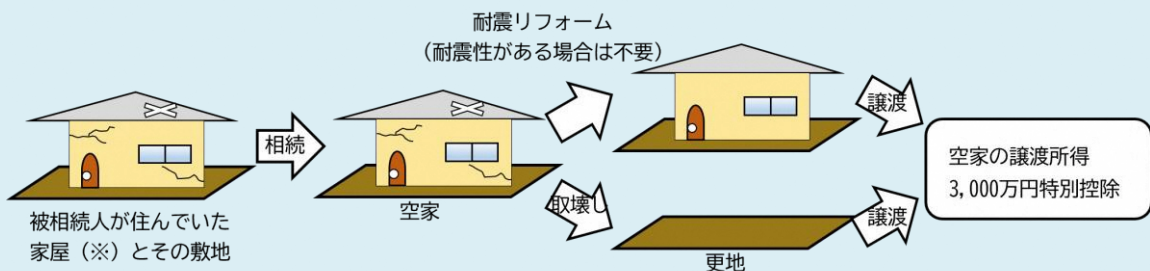 耐震リフォーム
（耐震性がある場合は不要）
相続
譲渡
空家の譲渡所得
3,000万円特別控除
被相続人が住んでいた
家屋（※）とその敷地
空家
取壊し
譲渡
更地